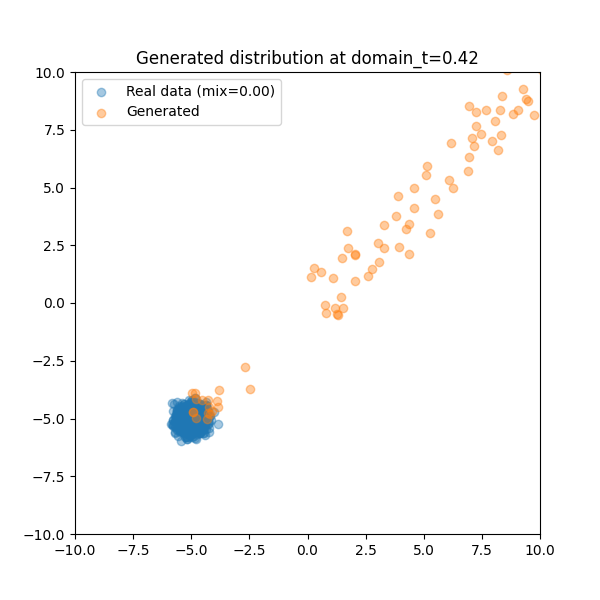 Generated distribution at domain_t=0.42
Real data (mix=0.00)
Generated
10.0
7.5
5.0
2.5
0.0
−2.5
−5.0
−7.5
−10.0
−10.0 −7.5 −5.0 −2.5 0.0 2.5 5.0 7.5 10.0